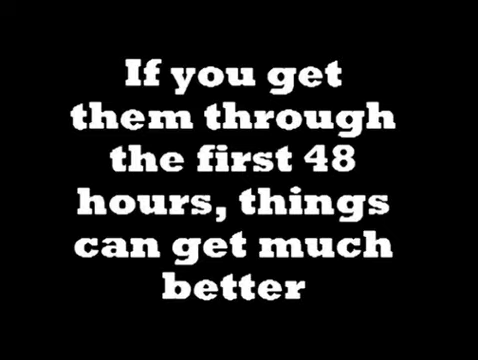 If you get
them through
the first 48
hours, things
can get much
better